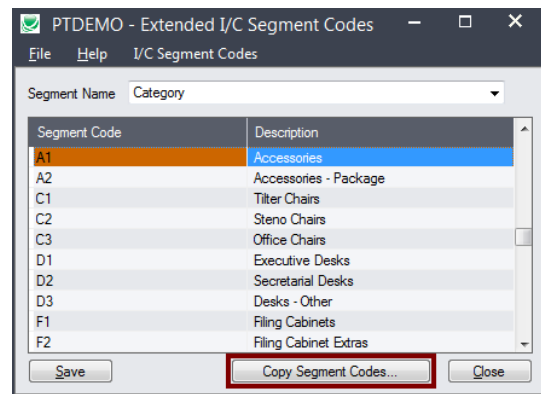 PTDEMO - Extended I/C Segment Codes
File Help I/C Segment Codes
Segment Name Category
Segment Code Description
A1 Accessories
A2 Accessories - Package
C1 Tilter Chairs
C2 Steno Chairs
C3 Office Chairs
D1 Executive Desks
D2 Secretarial Desks
D3 Desks - Other
F1 Filing Cabinets
F2 Filing Cabinet Extras
Save Copy Segment Codes... Close